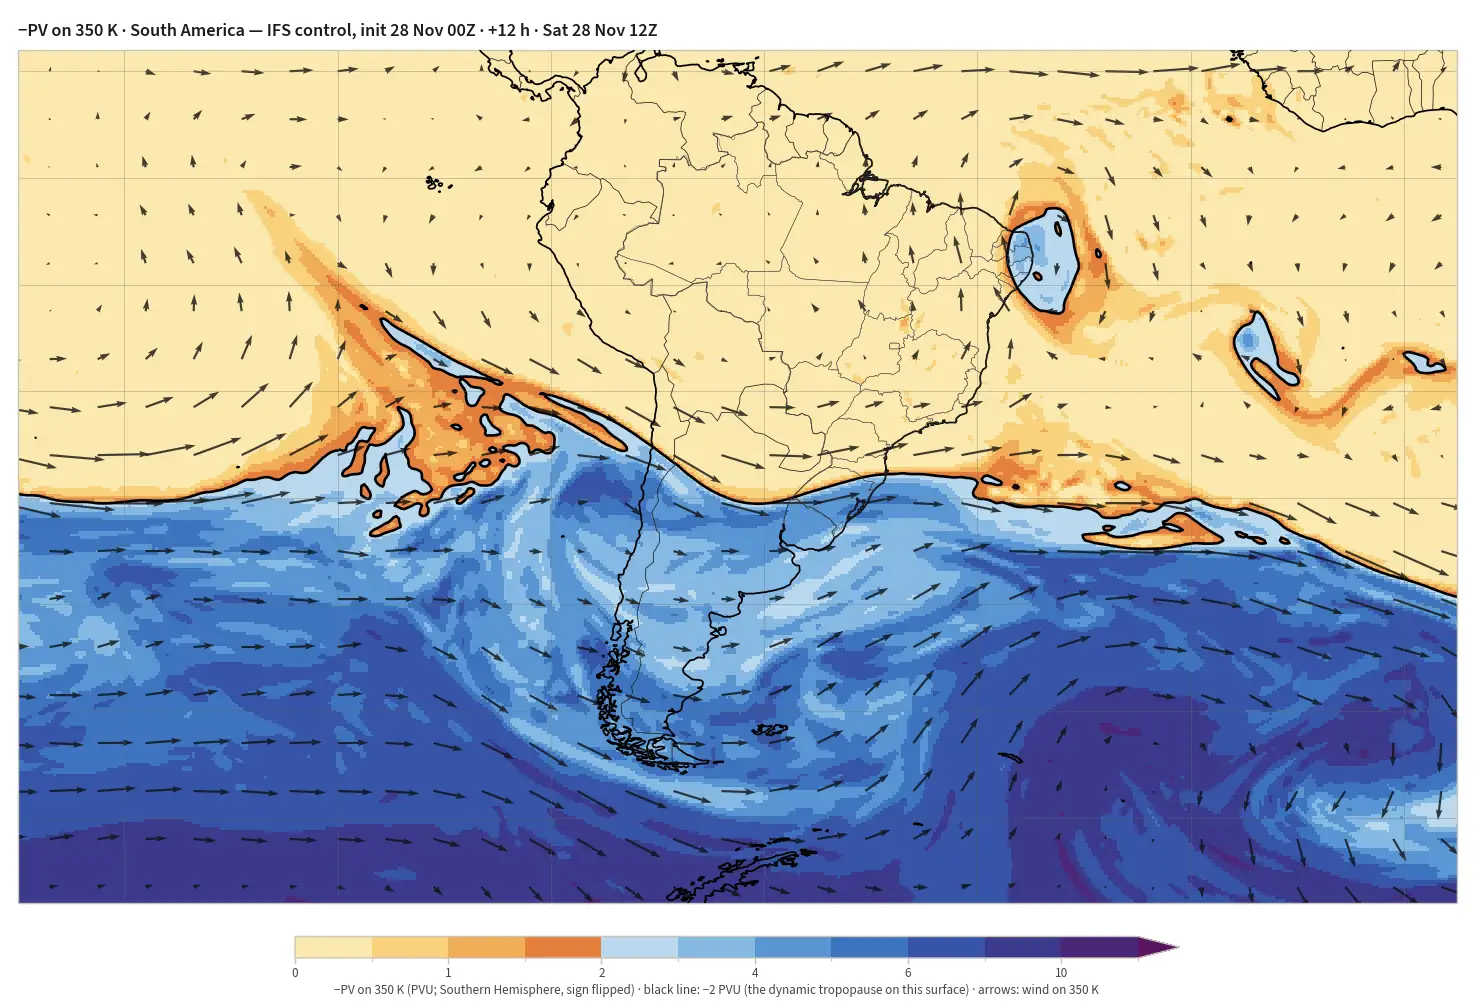 −PV on 350 K · South America — IFS control, init 28 Nov 00Z · +12 h · Sat 28 Nov 12Z
0 1 2 4 6 10
−PV on 350 K (PVU; Southern Hemisphere, sign flipped) · black line: −2 PVU (the dynamic tropopause on this surface) · arrows: wind on 350 K